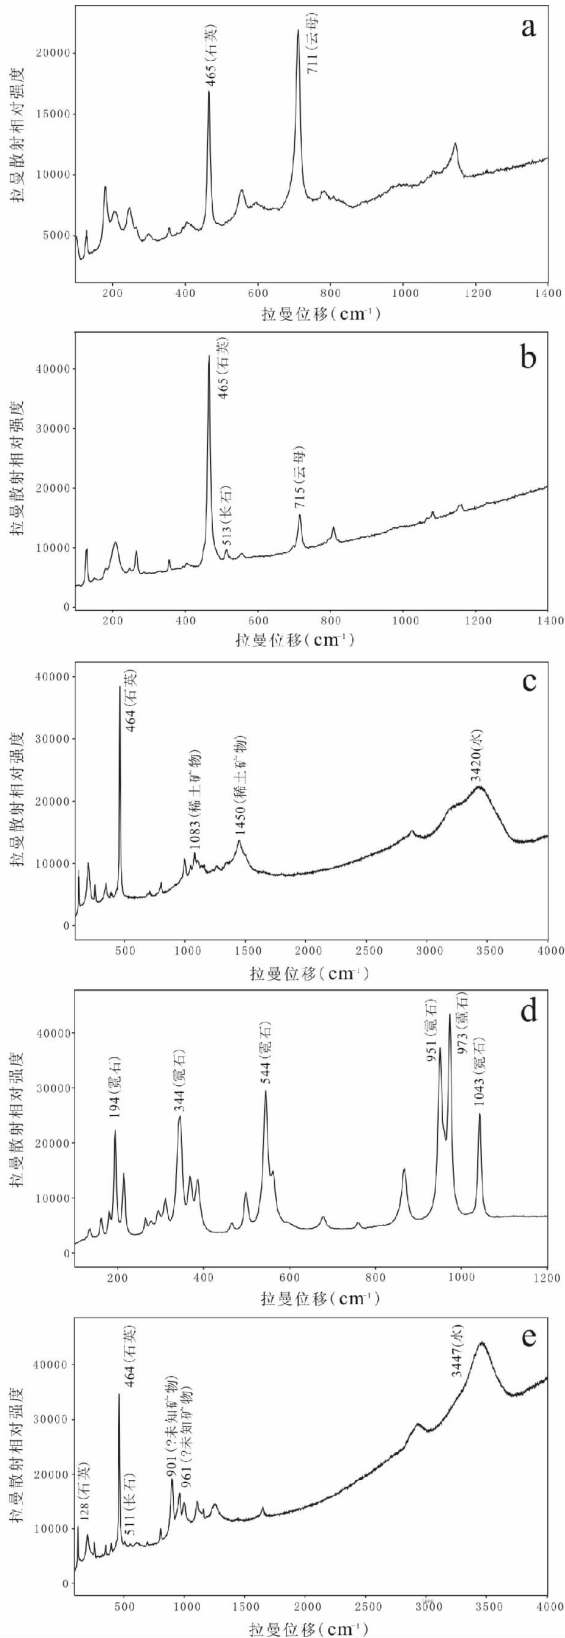 a
拉曼散射相对强度
20000
15000
10000
5000
465(石英)
711(云母)
200 400 600 800 1000 1200 1400
拉曼位移(cm⁻¹)
b
拉曼散射相对强度
40000
30000
20000
10000
0
465(石英)
513(长石)
715(云母)
200 400 600 800 1000 1200 1400
拉曼位移(cm⁻¹)
c
拉曼散射相对强度
40000
30000
20000
10000
0
464(石英)
1083(稀土矿物)
1450(稀土矿物)
3420(水)
500 1000 1500 2000 2500 3000 3500 4000
拉曼位移(cm⁻¹)
d
拉曼散射相对强度
40000
30000
20000
10000
0
194(霓石)
344(霓石)
544(霓石)
951(霓石)
973(霓石)
1043(霓石)
200 400 600 800 1000 1200
拉曼位移(cm⁻¹)
e
拉曼散射相对强度
40000
30000
20000
10000
0
128(石英)
464(石英)
511(长石)
901(?未知矿物)
961(?未知矿物)
3447(水)
500 1000 1500 2000 2500 3000 3500 4000
拉曼位移(cm⁻¹)